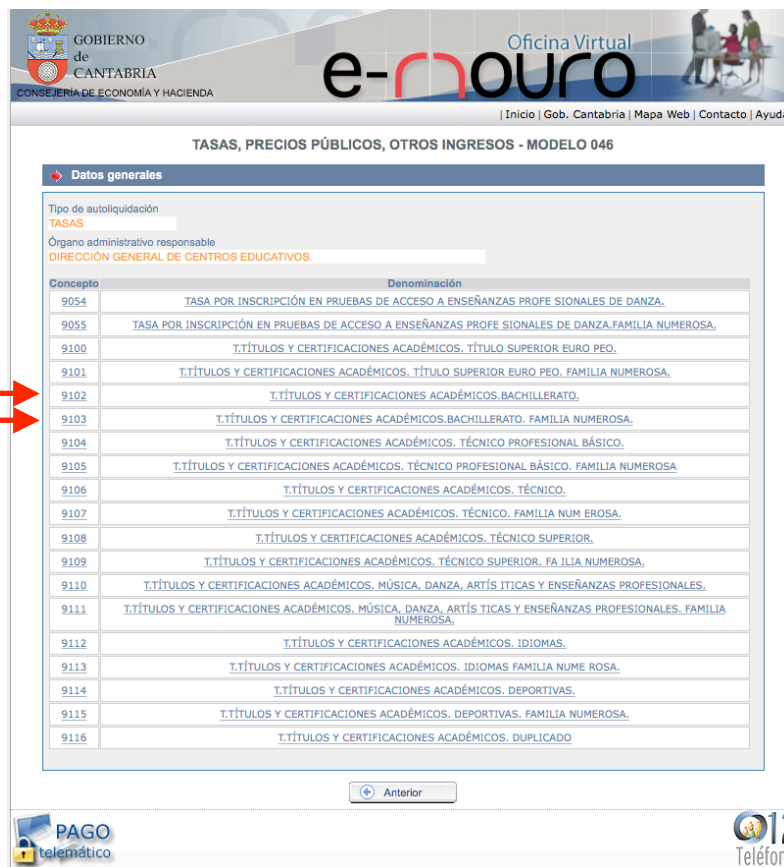 GOBIERNO
de
CANTABRIA
CONSEJERÍA DE ECONOMÍA Y HACIENDA
Oficina Virtual
e-mouro
| Inicio | Gob. Cantabria | Mapa Web | Contacto | Ayuda
TASAS, PRECIOS PÚBLICOS, OTROS INGRESOS - MODELO 046
Datos generales
Tipo de autoliquidación
TASAS
Órgano administrativo responsable
DIRECCIÓN GENERAL DE CENTROS EDUCATIVOS.
Concepto Denominación
9054 TASA POR INSCRIPCIÓN EN PRUEBAS DE ACCESO A ENSEÑANZAS PROFE SIONALES DE DANZA.
9055 TASA POR INSCRIPCIÓN EN PRUEBAS DE ACCESO A ENSEÑANZAS PROFE SIONALES DE DANZA.FAMILIA NUMEROSA.
9100 T.TÍTULOS Y CERTIFICACIONES ACADÉMICOS. TÍTULO SUPERIOR EURO PEO.
9101 T.TÍTULOS Y CERTIFICACIONES ACADÉMICOS. TÍTULO SUPERIOR EURO PEO. FAMILIA NUMEROSA.
9102 T.TÍTULOS Y CERTIFICACIONES ACADÉMICOS.BACHILLERATO.
9103 T.TÍTULOS Y CERTIFICACIONES ACADÉMICOS.BACHILLERATO. FAMILIA NUMEROSA.
9104 T.TÍTULOS Y CERTIFICACIONES ACADÉMICOS. TÉCNICO PROFESIONAL BÁSICO.
9105 T.TÍTULOS Y CERTIFICACIONES ACADÉMICOS. TÉCNICO PROFESIONAL BÁSICO. FAMILIA NUMEROSA
9106 T.TÍTULOS Y CERTIFICACIONES ACADÉMICOS. TÉCNICO.
9107 T.TÍTULOS Y CERTIFICACIONES ACADÉMICOS. TÉCNICO. FAMILIA NUM EROSA.
9108 T.TÍTULOS Y CERTIFICACIONES ACADÉMICOS. TÉCNICO SUPERIOR.
9109 T.TÍTULOS Y CERTIFICACIONES ACADÉMICOS. TÉCNICO SUPERIOR. FA ILIA NUMEROSA.
9110 T.TÍTULOS Y CERTIFICACIONES ACADÉMICOS. MÚSICA, DANZA, ARTÍS ITICAS Y ENSEÑANZAS PROFESIONALES.
9111 T.TÍTULOS Y CERTIFICACIONES ACADÉMICOS. MÚSICA, DANZA, ARTÍS TICAS Y ENSEÑANZAS PROFESIONALES. FAMILIA
NUMEROSA.
9112 T.TÍTULOS Y CERTIFICACIONES ACADÉMICOS. IDIOMAS.
9113 T.TÍTULOS Y CERTIFICACIONES ACADÉMICOS. IDIOMAS FAMILIA NUME ROSA.
9114 T.TÍTULOS Y CERTIFICACIONES ACADÉMICOS. DEPORTIVAS.
9115 T.TÍTULOS Y CERTIFICACIONES ACADÉMICOS. DEPORTIVAS. FAMILIA NUMEROSA.
9116 T.TÍTULOS Y CERTIFICACIONES ACADÉMICOS. DUPLICADO
Anterior
PAGO
telemático